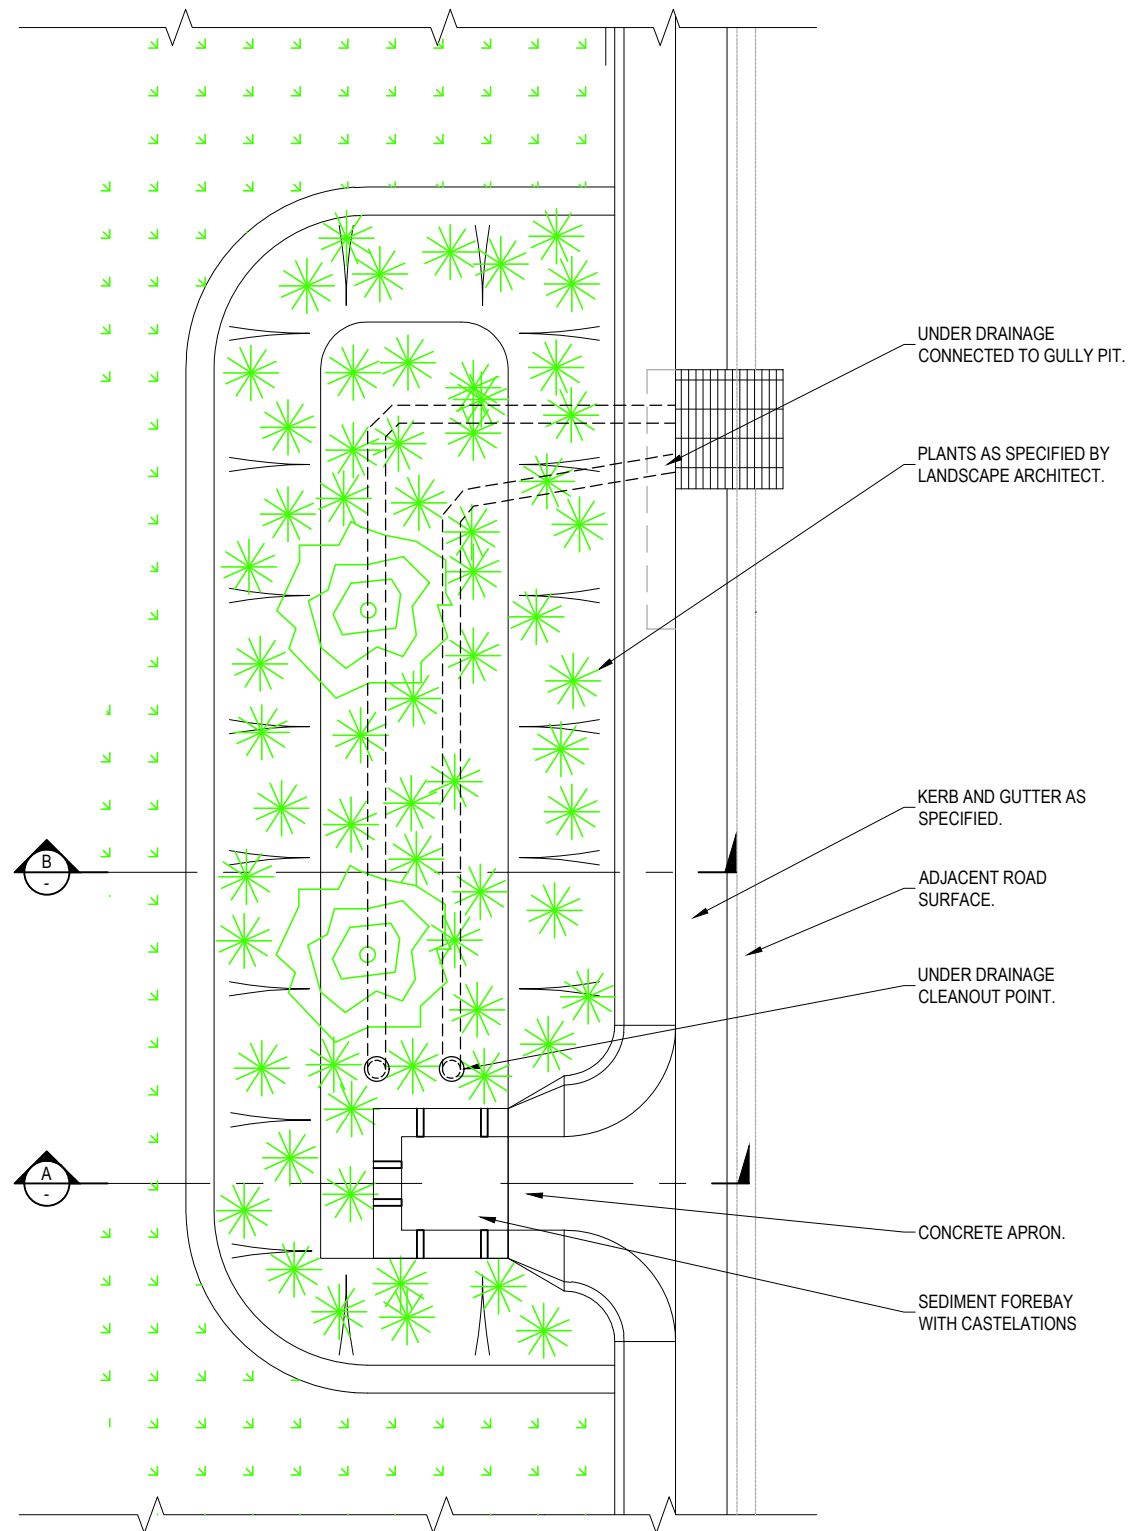 UNDER DRAINAGE
CONNECTED TO GULLY PIT.
PLANTS AS SPECIFIED BY
LANDSCAPE ARCHITECT.
KERB AND GUTTER AS
SPECIFIED.
B
-
ADJACENT ROAD
SURFACE.
UNDER DRAINAGE
CLEANOUT POINT.
A
-
CONCRETE APRON.
SEDIMENT FOREBAY
WITH CASTELATIONS